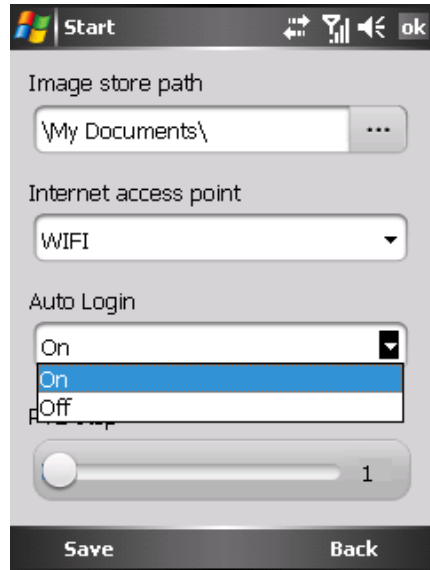 Start
ok
Image store path
\My Documents\
...
Internet access point
WIFI
Auto Login
On
On
Off
1
Save
Back